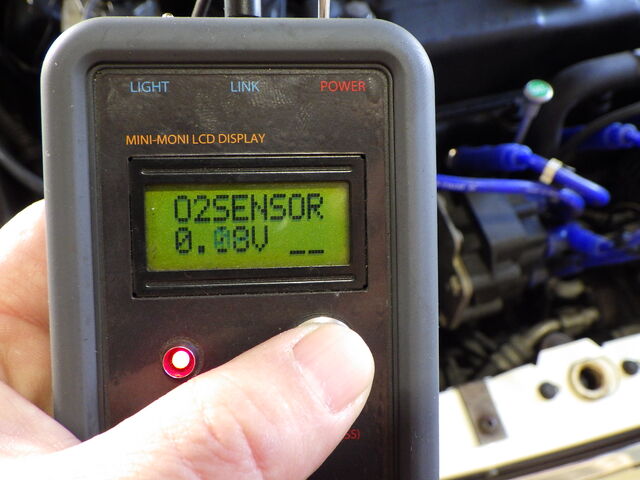 LIGHT LINK POWER
MINI-MONI LCD DISPLAY
O2SENSOR
0.08V __